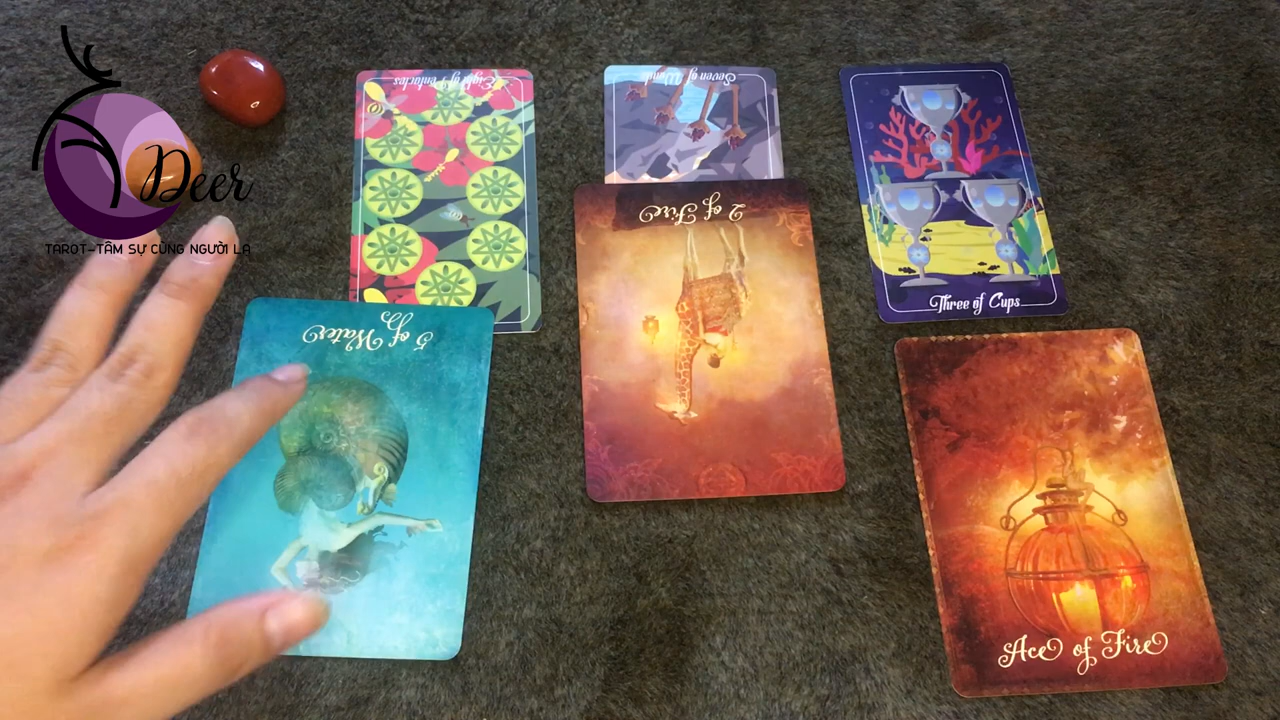 Deer
TAROT-TÂM SỰ CÙNG NGƯỜI LẠ
Eight of Pentacles
Seven of Wands
Three of Cups
2 of Fire
5 of Water
Ace of Fire